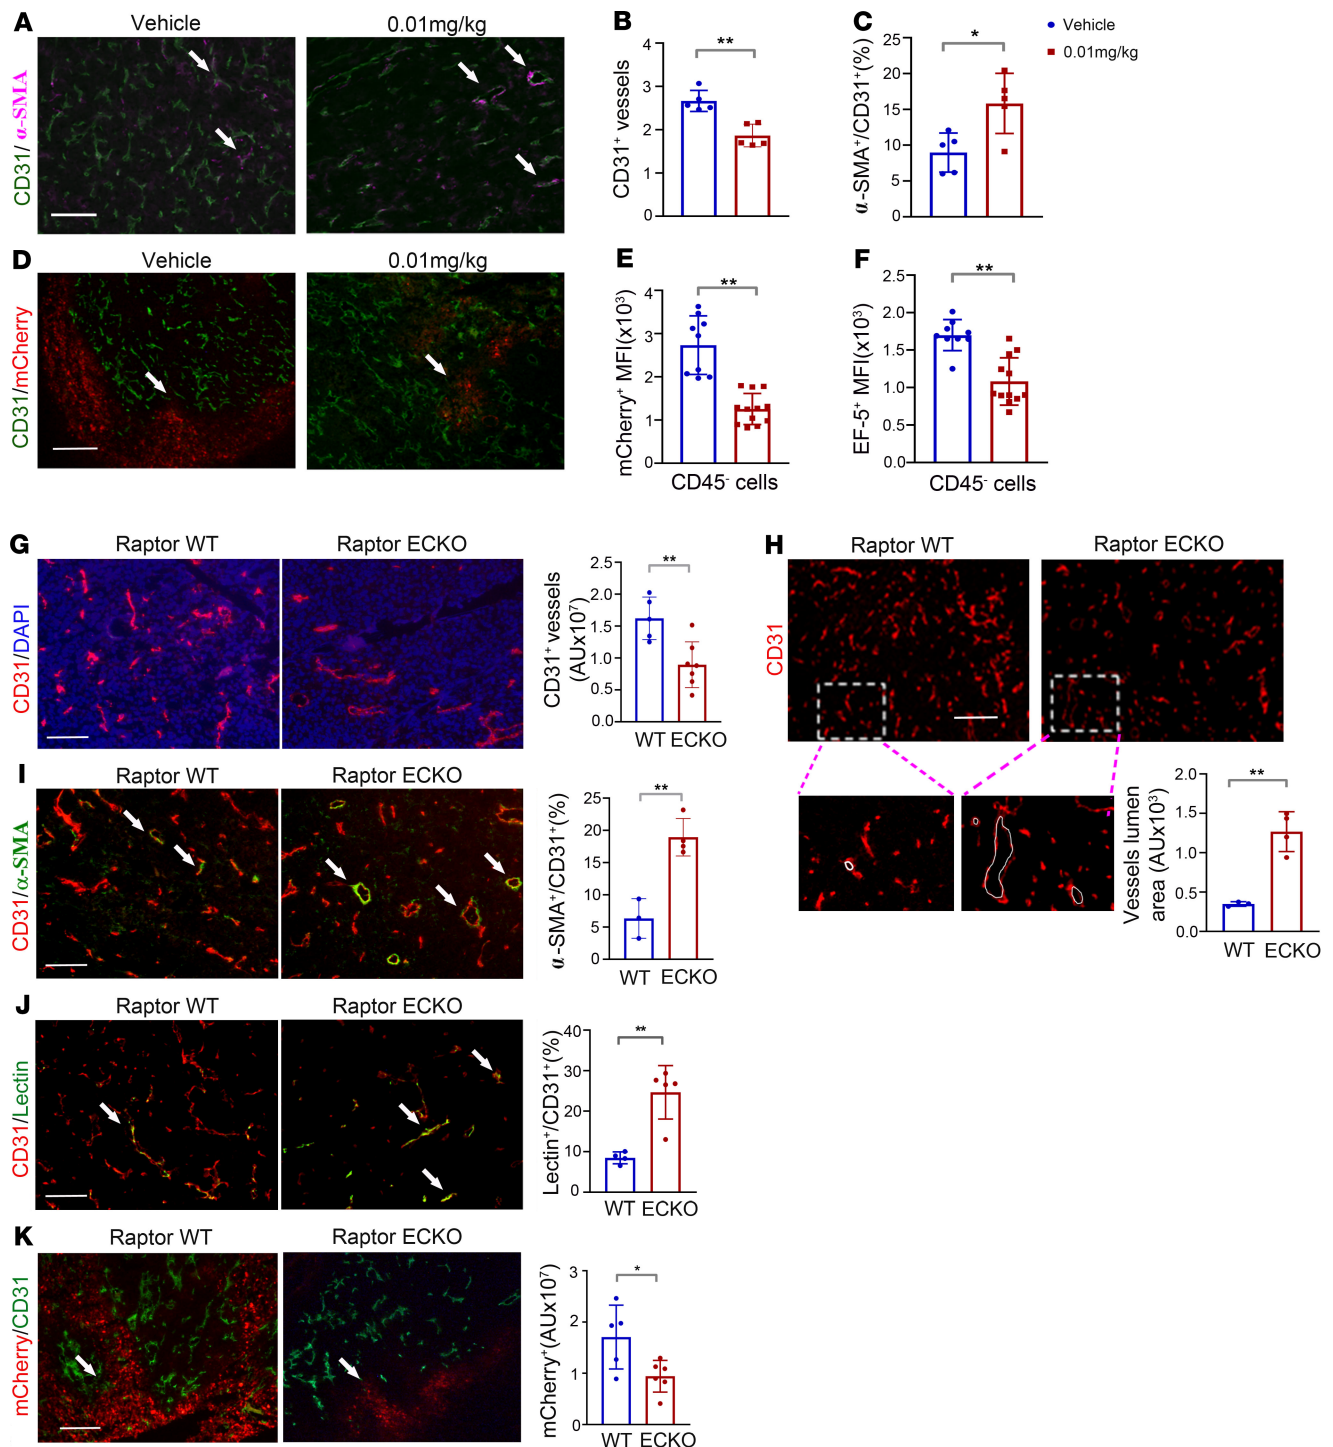 A
Vehicle
0.01mg/kg
CD31/ α-SMA
B
CD31⁺ vessels
4
3
2
1
0
**
C
α-SMA⁺/CD31⁺(%)
25
20
15
10
5
0
*
Vehicle
0.01mg/kg
D
Vehicle
0.01mg/kg
CD31/mCherry
E
mCherry⁺ MFI(x10³)
4
3
2
1
0
**
CD45⁻ cells
F
EF-5⁺ MFI(x10³)
2.5
2.0
1.5
1.0
0.5
0.0
**
CD45⁻ cells
G
Raptor WT
Raptor ECKO
CD31/DAPI
CD31⁺ vessels
(AUx10⁷)
2.5
2.0
1.5
1.0
0.5
0.0
**
WT ECKO
H
Raptor WT
Raptor ECKO
CD31
Vessels lumen
area (AUx10³)
2.0
1.5
1.0
0.5
0.0
**
WT ECKO
I
Raptor WT
Raptor ECKO
CD31/α-SMA
α-SMA⁺/CD31⁺(%)
25
20
15
10
5
0
**
WT ECKO
J
Raptor WT
Raptor ECKO
CD31/Lectin
Lectin⁺/CD31⁺(%)
40
30
20
10
0
**
WT ECKO
K
Raptor WT
Raptor ECKO
mCherry/CD31
mCherry⁺(AUx10⁷)
3
2
1
0
*
WT ECKO